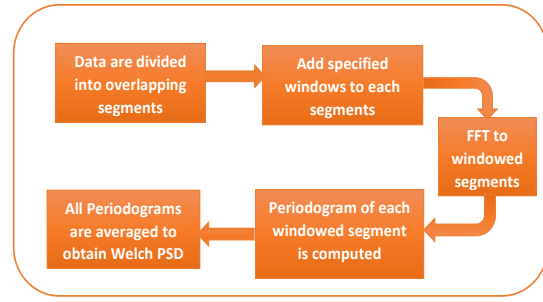 Data are divided
into overlapping
segments
Add specified
windows to each
segments
FFT to
windowed
segments
Periodogram of each
windowed segment
is computed
All Periodograms
are averaged to
obtain Welch PSD